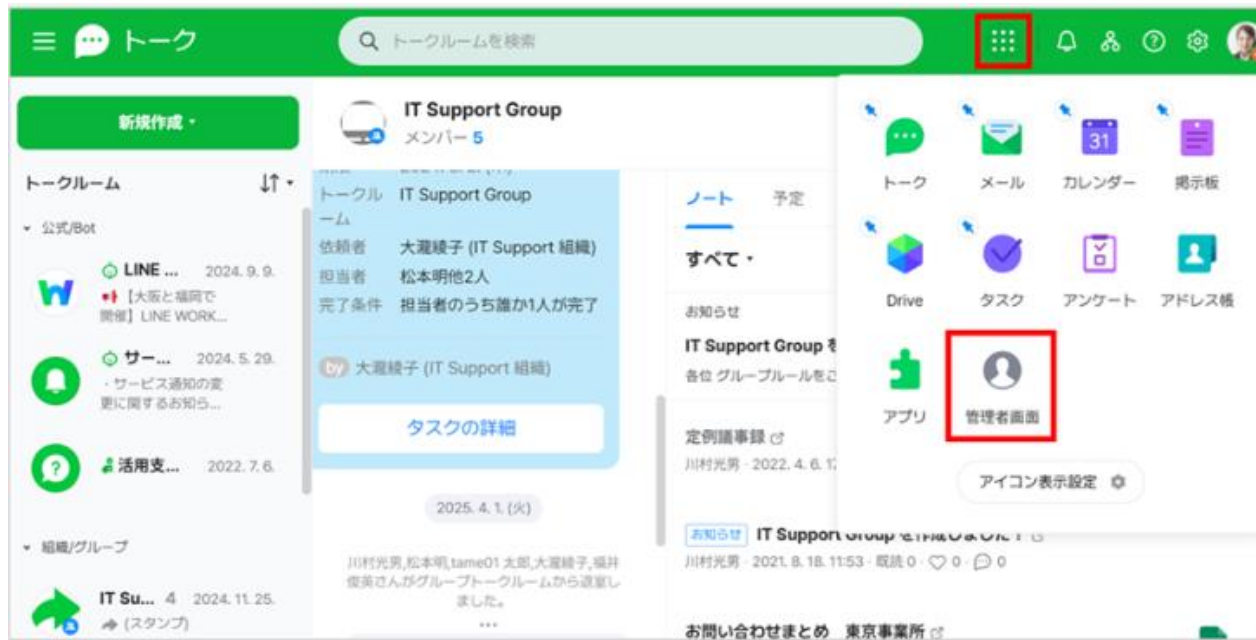 トーク
トークルームを検索
新規作成
トークルーム
公式/Bot
LINE ... 2024. 9. 9.
【大阪と福岡で
開催】LINE WORK...
サー... 2024. 5. 29.
・サービス通知の変
更に関するお知ら...
活用支... 2022. 7. 6.
組織/グループ
IT Su... 4 2024. 11. 25.
(スタンプ)
IT Support Group
メンバー 5
トークル IT Support Group
ーム
依頼者 大瀧綾子 (IT Support 組織)
担当者 松本明他2人
完了条件 担当者のうち誰か1人が完了
by 大瀧綾子 (IT Support 組織)
タスクの詳細
2025. 4. 1. (火)
川村光男,松本明,tame01 太郎,大瀧綾子,福井
俊英さんがグループトークルームから退室し
ました。
...
ノート 予定
すべて
お知らせ
IT Support Group を
各位 グループルールをご
定例議事録
川村光男 · 2022. 4. 6.
お知らせ IT Support Group を作成しました!
川村光男 · 2021. 8. 18. 11:53 · 既読 0 · 0 · 0
お問い合わせまとめ 東京事業所
31
トーク メール カレンダー 掲示板
Drive タスク アンケート アドレス帳
アプリ 管理者画面
アイコン表示設定